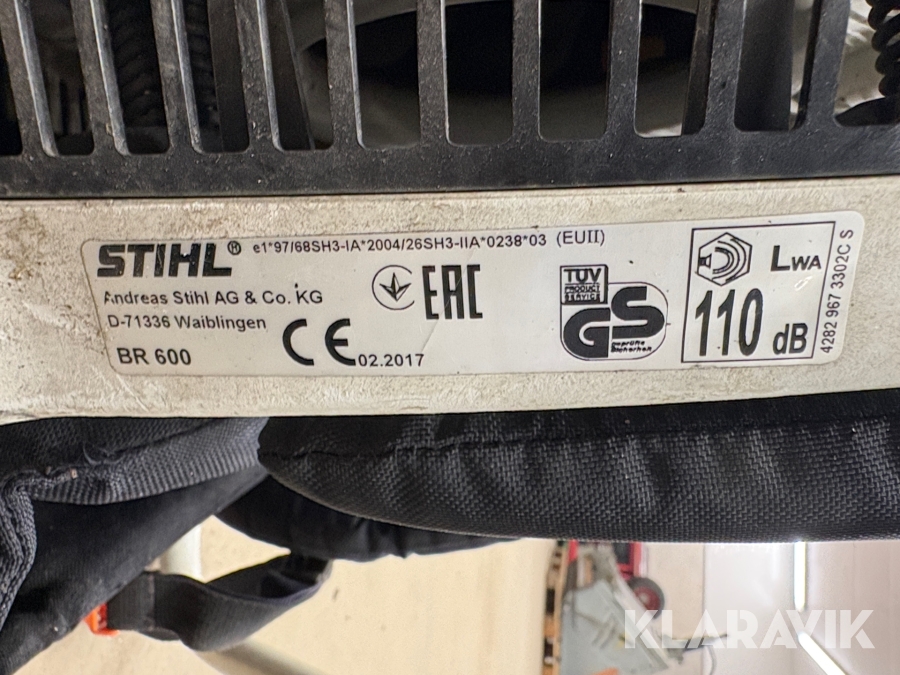 STIHL® e1*97/68SH3-IA*2004/26SH3-IIA*0238*03 (EUII)
Andreas Stihl AG & Co. KG
D-71336 Waiblingen
BR 600
CE 02.2017
EAC
TÜV
PRODUCT SERVICE
GS
geprüfte
Sicherheit
LWA
110 dB
4282 967 3302C S
KLARAVIK